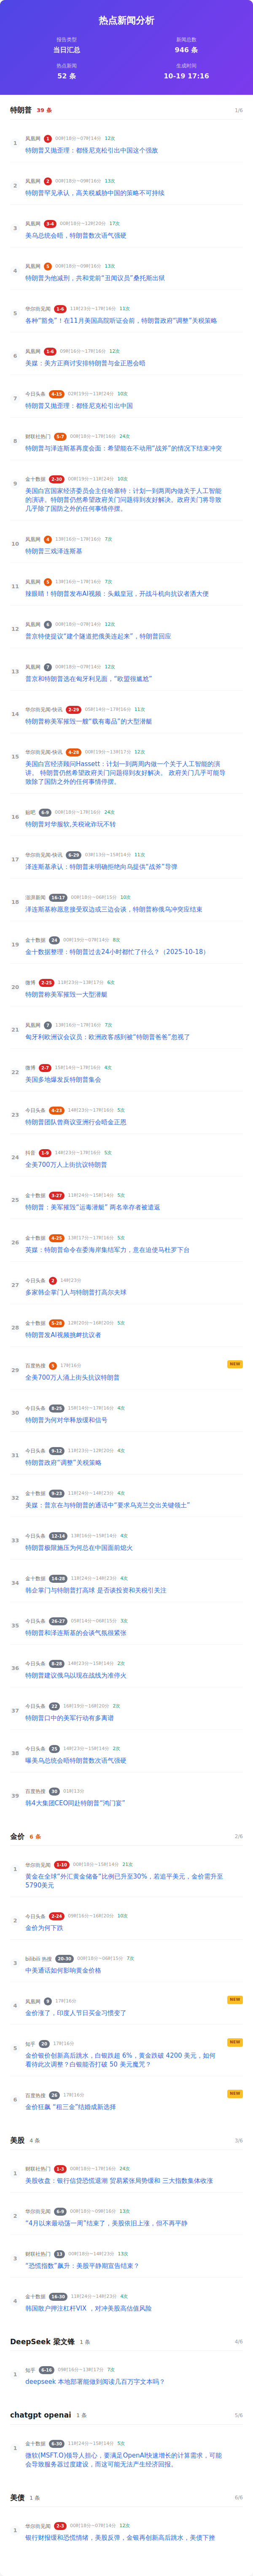 热点新闻分析
报告类型
当日汇总
新闻总数
946 条
热点新闻
52 条
生成时间
10-19 17:16
特朗普 39 条 1/6
1 凤凰网 1 00时18分~07时14分 12次
特朗普又抛歪理：都怪尼克松引出中国这个强敌
2 凤凰网 2 00时18分~09时16分 13次
特朗普罕见承认，高关税威胁中国的策略不可持续
3 凤凰网 3-4 00时18分~12时20分 17次
美乌总统会晤，特朗普数次语气强硬
4 凤凰网 5 00时18分~09时16分 13次
特朗普为他减刑，共和党前“丑闻议员”桑托斯出狱
5 华尔街见闻 1-6 11时23分~17时16分 11次
各种“豁免”！在11月美国高院听证会前，特朗普政府“调整”关税策略
6 凤凰网 1-6 09时16分~17时16分 12次
美媒：美方正商讨安排特朗普与金正恩会晤
7 今日头条 4-15 02时19分~11时24分 10次
特朗普又抛歪理：都怪尼克松引出中国
8 财联社热门 5-7 00时18分~17时16分 24次
特朗普与泽连斯基再度会面：希望能在不动用“战斧”的情况下结束冲突
9 金十数据 2-30 00时19分~11时24分 10次
美国白宫国家经济委员会主任哈塞特：计划一到两周内做关于人工智能
的演讲。特朗普仍然希望政府关门问题得到友好解决。政府关门将导致
几乎除了国防之外的任何事情停摆。
10 凤凰网 4 13时16分~17时16分 7次
特朗普三戏泽连斯基
11 凤凰网 5 13时16分~17时16分 7次
辣眼睛！特朗普发布AI视频：头戴皇冠，开战斗机向抗议者洒大便
12 凤凰网 6 00时18分~07时14分 12次
普京特使提议“建个隧道把俄美连起来”，特朗普回应
13 凤凰网 7 00时18分~07时14分 12次
普京和特朗普选在匈牙利见面，“欧盟很尴尬”
14 华尔街见闻-快讯 2-29 05时14分~17时16分 11次
特朗普称美军摧毁一艘“载有毒品”的大型潜艇
15 华尔街见闻-快讯 4-28 00时19分~13时17分 12次
美国白宫经济顾问Hassett：计划一到两周内做一个关于人工智能的演
讲。 特朗普仍然希望政府关门问题得到友好解决。 政府关门几乎可能导
致除了国防之外的任何事情停摆。
16 贴吧 6-9 00时18分~17时16分 24次
特朗普对华服软,关税讹诈玩不转
17 华尔街见闻-快讯 6-29 03时13分~15时14分 11次
泽连斯基承认：特朗普未明确拒绝向乌提供“战斧”导弹
18 澎湃新闻 16-17 00时18分~06时15分 10次
泽连斯基称愿意接受双边或三边会谈，特朗普称俄乌冲突应结束
19 金十数据 24 00时19分~07时14分 8次
金十数据整理：特朗普过去24小时都忙了什么？（2025-10-18）
20 微博 2-25 11时23分~13时17分 6次
特朗普称美军摧毁一大型潜艇
21 凤凰网 7 13时16分~17时16分 7次
匈牙利欧洲议会议员：欧洲政客感到被“特朗普爸爸”忽视了
22 微博 2-7 15时14分~17时16分 4次
美国多地爆发反特朗普集会
23 今日头条 4-23 14时23分~17时16分 5次
特朗普团队曾商议亚洲行会晤金正恩
24 抖音 1-8 14时23分~17时16分 5次
全美700万人上街抗议特朗普
25 金十数据 3-27 11时24分~15时14分 5次
特朗普：美军摧毁“运毒潜艇” 两名幸存者被遣返
26 金十数据 4-25 13时17分~17时16分 5次
英媒：特朗普命令在委海岸集结军力，意在迫使马杜罗下台
27 今日头条 2 14时23分
多家韩企掌门人与特朗普打高尔夫球
28 金十数据 5-28 12时20分~16时20分 5次
特朗普发AI视频挑衅抗议者
29 百度热搜 5 17时16分 NEW
全美700万人涌上街头抗议特朗普
30 今日头条 8-25 15时14分~17时16分 4次
特朗普为何对华释放缓和信号
31 今日头条 9-12 11时23分~12时20分 4次
特朗普政府“调整”关税策略
32 金十数据 9-23 11时24分~14时23分 4次
美媒：普京在与特朗普的通话中“要求乌克兰交出关键领土”
33 今日头条 12-14 13时16分~15时14分 4次
特朗普极限施压为何总在中国面前熄火
34 金十数据 14-28 11时24分~14时23分 4次
韩企掌门与特朗普打高球 是否谈投资和关税引关注
35 今日头条 26-27 05时14分~06时15分 3次
特朗普和泽连斯基的会谈气氛很紧张
36 今日头条 8-28 14时23分~15时14分 2次
特朗普建议俄乌以现在战线为准停火
37 今日头条 22 16时19分~16时20分 2次
特朗普口中的美军行动有多离谱
38 今日头条 25 14时23分~15时14分 2次
曝美乌总统会晤特朗普数次语气强硬
39 百度热搜 30 01时13分
韩4大集团CEO同赴特朗普“鸿门宴”
金价 6 条 2/6
1 华尔街见闻 1-10 00时18分~15时14分 21次
黄金在全球“外汇黄金储备”比例已升至30%，若追平美元，金价需升至
5790美元
2 今日头条 2-24 09时16分~16时20分 10次
金价为何下跌
3 bilibili 热搜 20-30 00时18分~06时15分 7次
中美通话如何影响黄金价格
4 凤凰网 9 17时16分 NEW
金价涨了，印度人节日买金习惯变了
5 知乎 20 17时16分 NEW
金价银价创新高后跳水，白银跌超 6%，黄金跌破 4200 美元，如何
看待此次调整？白银能否打破 50 美元魔咒？
6 百度热搜 26 17时16分 NEW
金价狂飙 “租三金”结婚成新选择
美股 4 条 3/6
1 财联社热门 1-3 00时18分~17时16分 24次
美股收盘：银行信贷恐慌退潮 贸易紧张局势缓和 三大指数集体收涨
2 华尔街见闻 6-8 00时18分~09时16分 13次
“4月以来最动荡一周”结束了，美股依旧上涨，但不再平静
3 财联社热门 13 00时18分~14时23分 13次
“恐慌指数”飙升：美股平静期宣告结束？
4 金十数据 16-30 11时24分~14时23分 4次
韩国散户押注杠杆VIX ，对冲美股高估值风险
DeepSeek 梁文锋 1 条 4/6
1 知乎 6-16 09时16分~13时17分 7次
deepseek 本地部署能做到阅读几百万字文本吗？
chatgpt openai 1 条 5/6
1 金十数据 6-30 11时24分~15时14分 5次
微软(MSFT.O)领导人担心，要满足OpenAI快速增长的计算需求，可能
会导致服务器过度建设，而这可能无法产生经济回报。
美债 1 条 6/6
1 华尔街见闻 2-3 00时18分~07时14分 12次
银行财报缓和恐慌情绪，美股反弹，金银再创新高后跳水，美债下挫